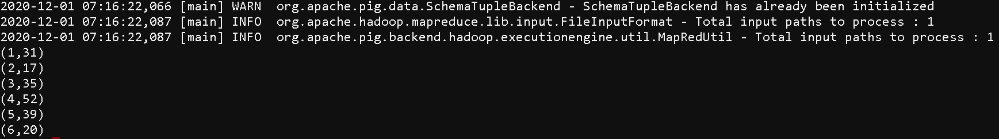 2020-12-01 07:16:22,066 [main] WARN  org.apache.pig.data.SchemaTupleBackend - SchemaTupleBackend has already been initialized
2020-12-01 07:16:22,087 [main] INFO  org.apache.hadoop.mapreduce.lib.input.FileInputFormat - Total input paths to process : 1
2020-12-01 07:16:22,087 [main] INFO  org.apache.pig.backend.hadoop.executionengine.util.MapRedUtil - Total input paths to process : 1
(1,31)
(2,17)
(3,35)
(4,52)
(5,39)
(6,20)